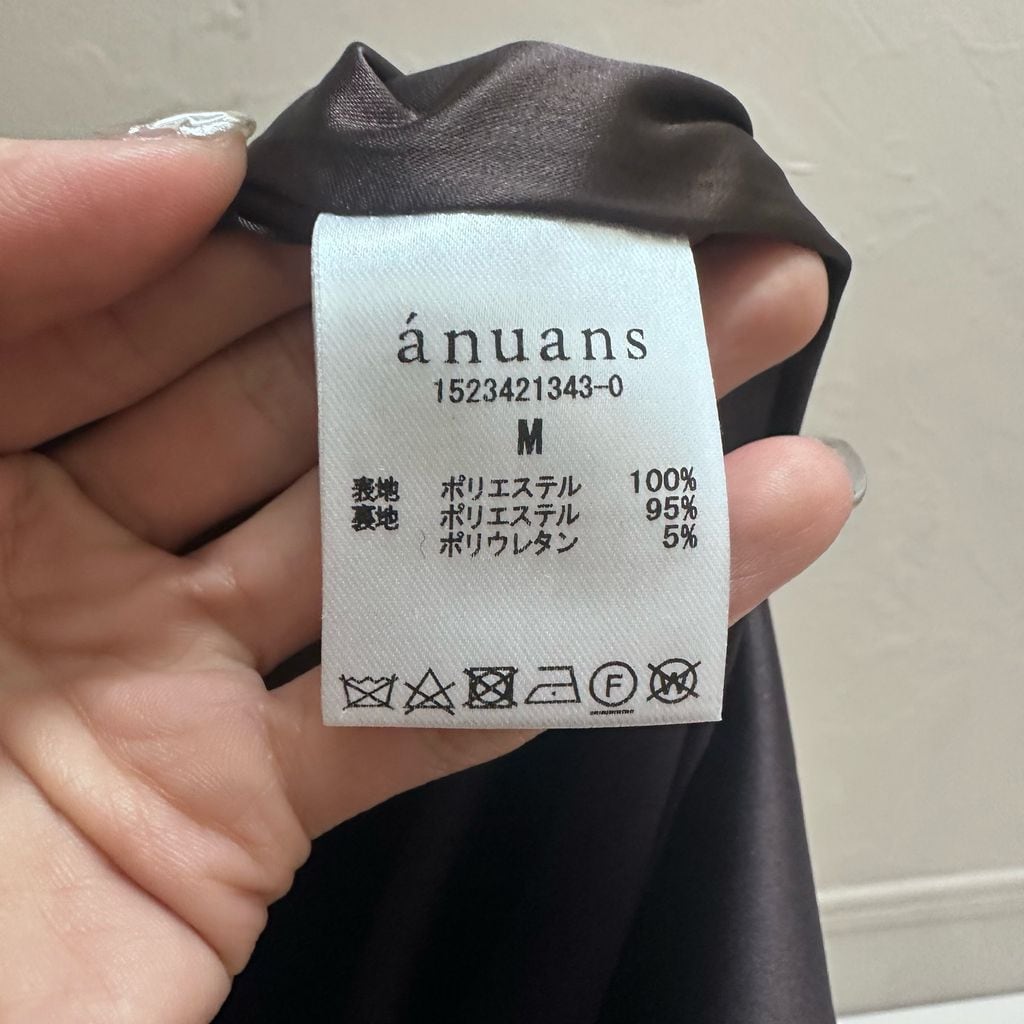 ánuans
1523421343-0
M
表地 ポリエステル 100%
裏地 ポリエステル 95%
ポリウレタン 5%
F
W